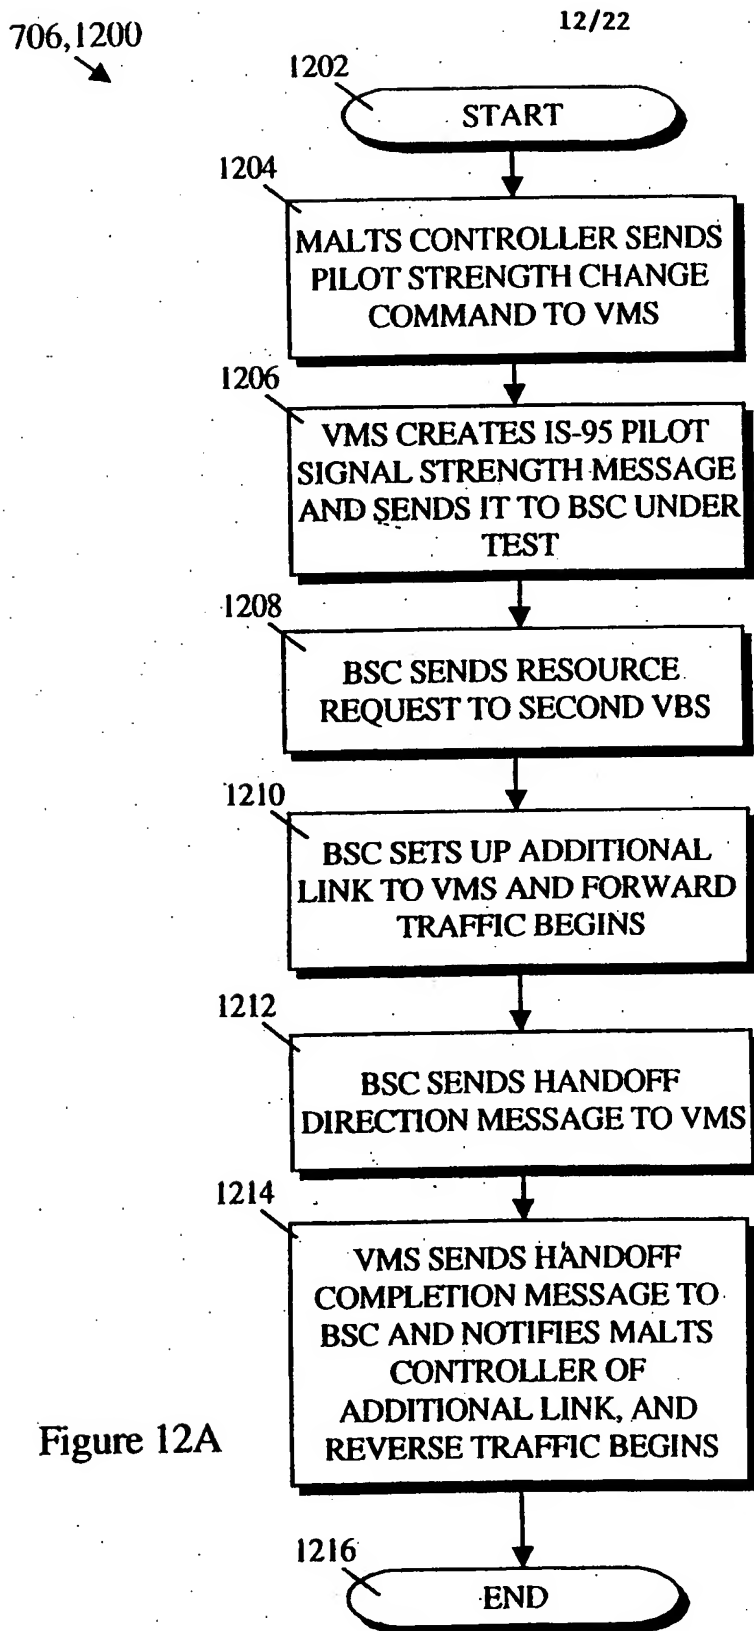 706,1200
12/22
1202
START
1204
MALTS CONTROLLER SENDS
PILOT STRENGTH CHANGE
COMMAND TO VMS
1206
VMS CREATES IS-95 PILOT
SIGNAL STRENGTH MESSAGE
AND SENDS IT TO BSC UNDER
TEST
1208
BSC SENDS RESOURCE
REQUEST TO SECOND VBS
1210
BSC SETS UP ADDITIONAL
LINK TO VMS AND FORWARD
TRAFFIC BEGINS
1212
BSC SENDS HANDOFF
DIRECTION MESSAGE TO VMS
1214
VMS SENDS HANDOFF
COMPLETION MESSAGE TO
BSC AND NOTIFIES MALTS
CONTROLLER OF
ADDITIONAL LINK, AND
REVERSE TRAFFIC BEGINS
Figure 12A
1216
END